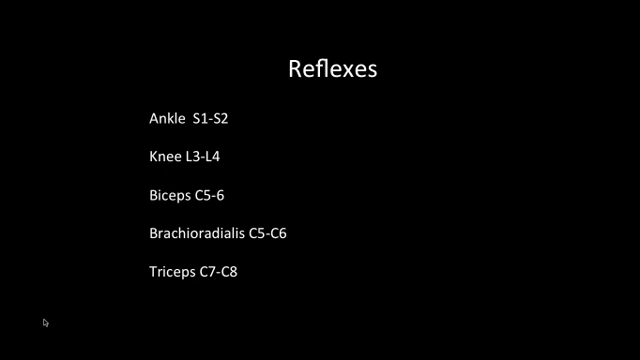 Reflexes
Ankle  S1-S2
Knee L3-L4
Biceps C5-6
Brachioradialis C5-C6
Triceps C7-C8